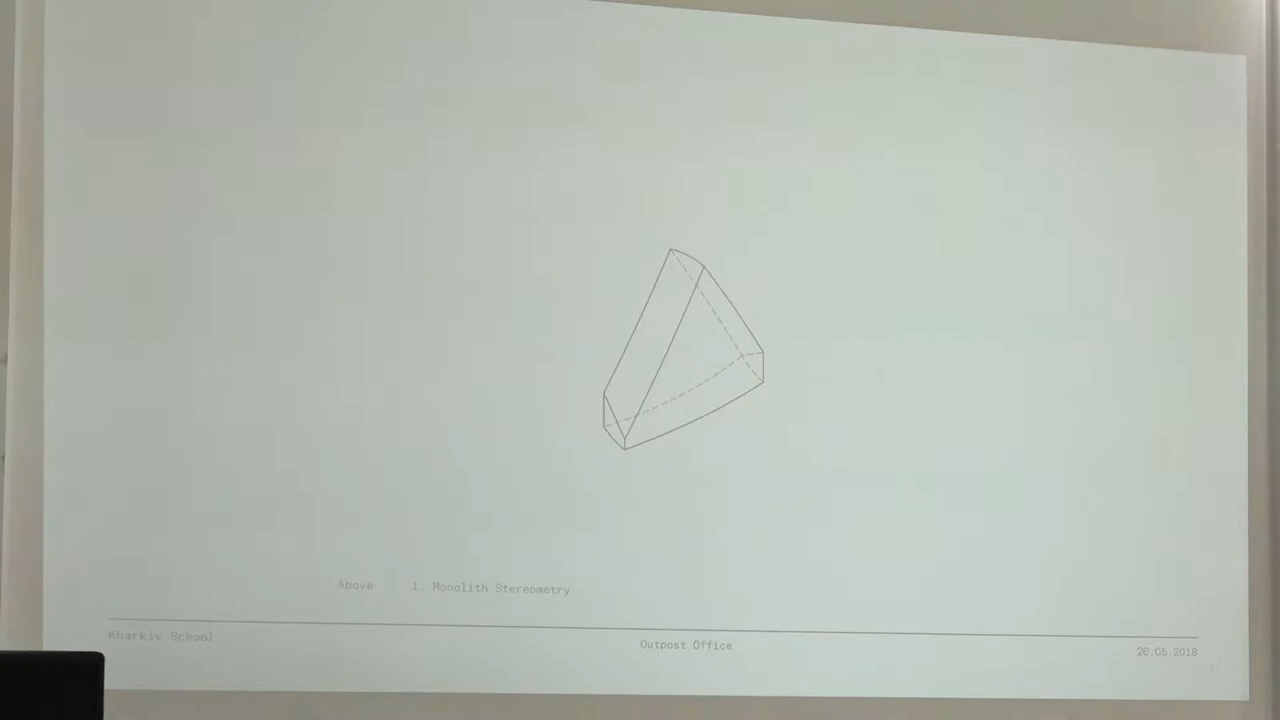 Above 1. Monolith Stereometry
Kharkiv School Outpost Office 26.05.2018